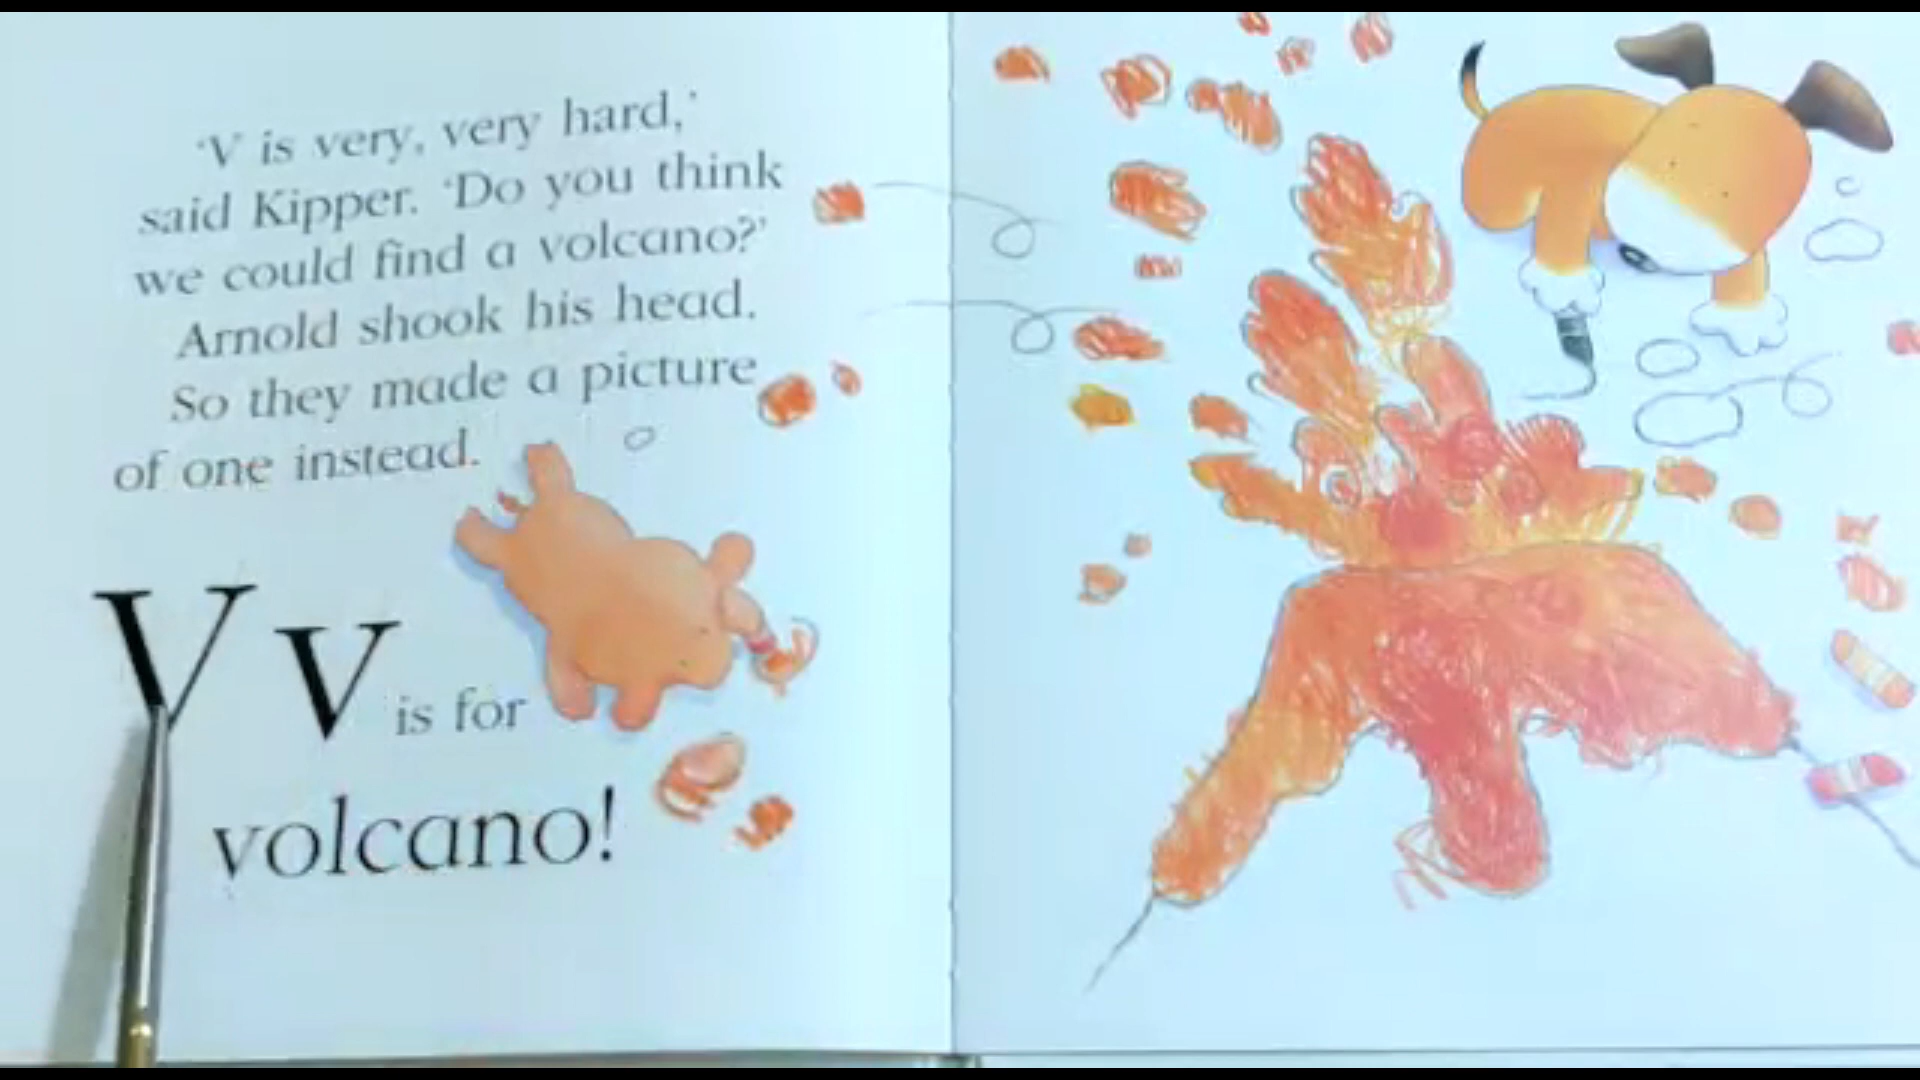 ‘V is very, very hard,’
said Kipper. ‘Do you think
we could find a volcano?’
Arnold shook his head.
So they made a picture
of one instead.
V v is for
volcano!